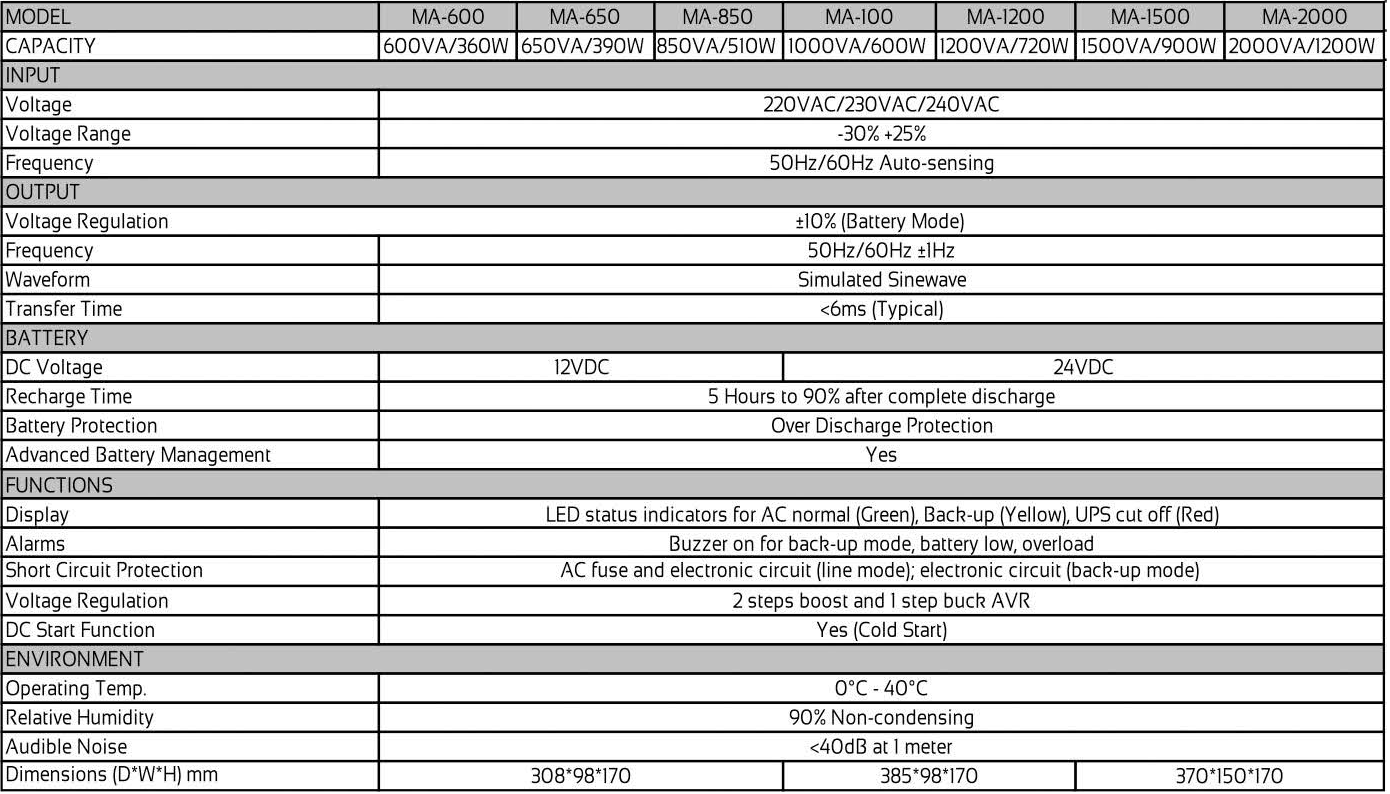 MODEL MA-600 MA-650 MA-850 MA-100 MA-1200 MA-1500 MA-2000
CAPACITY 600VA/360W 650VA/390W 850VA/510W 1000VA/600W 1200VA/720W 1500VA/900W 2000VA/1200W
INPUT
Voltage 220VAC/230VAC/240VAC
Voltage Range -30% +25%
Frequency 50Hz/60Hz Auto-sensing
OUTPUT
Voltage Regulation ±10% (Battery Mode)
Frequency 50Hz/60Hz ±1Hz
Waveform Simulated Sinewave
Transfer Time <6ms (Typical)
BATTERY
DC Voltage 12VDC 24VDC
Recharge Time 5 Hours to 90% after complete discharge
Battery Protection Over Discharge Protection
Advanced Battery Management Yes
FUNCTIONS
Display LED status indicators for AC normal (Green), Back-up (Yellow), UPS cut off (Red)
Alarms Buzzer on for back-up mode, battery low, overload
Short Circuit Protection AC fuse and electronic circuit (line mode); electronic circuit (back-up mode)
Voltage Regulation 2 steps boost and 1 step buck AVR
DC Start Function Yes (Cold Start)
ENVIRONMENT
Operating Temp. 0°C - 40°C
Relative Humidity 90% Non-condensing
Audible Noise <40dB at 1 meter
Dimensions (D*W*H) mm 308*98*170 385*98*170 370*150*170